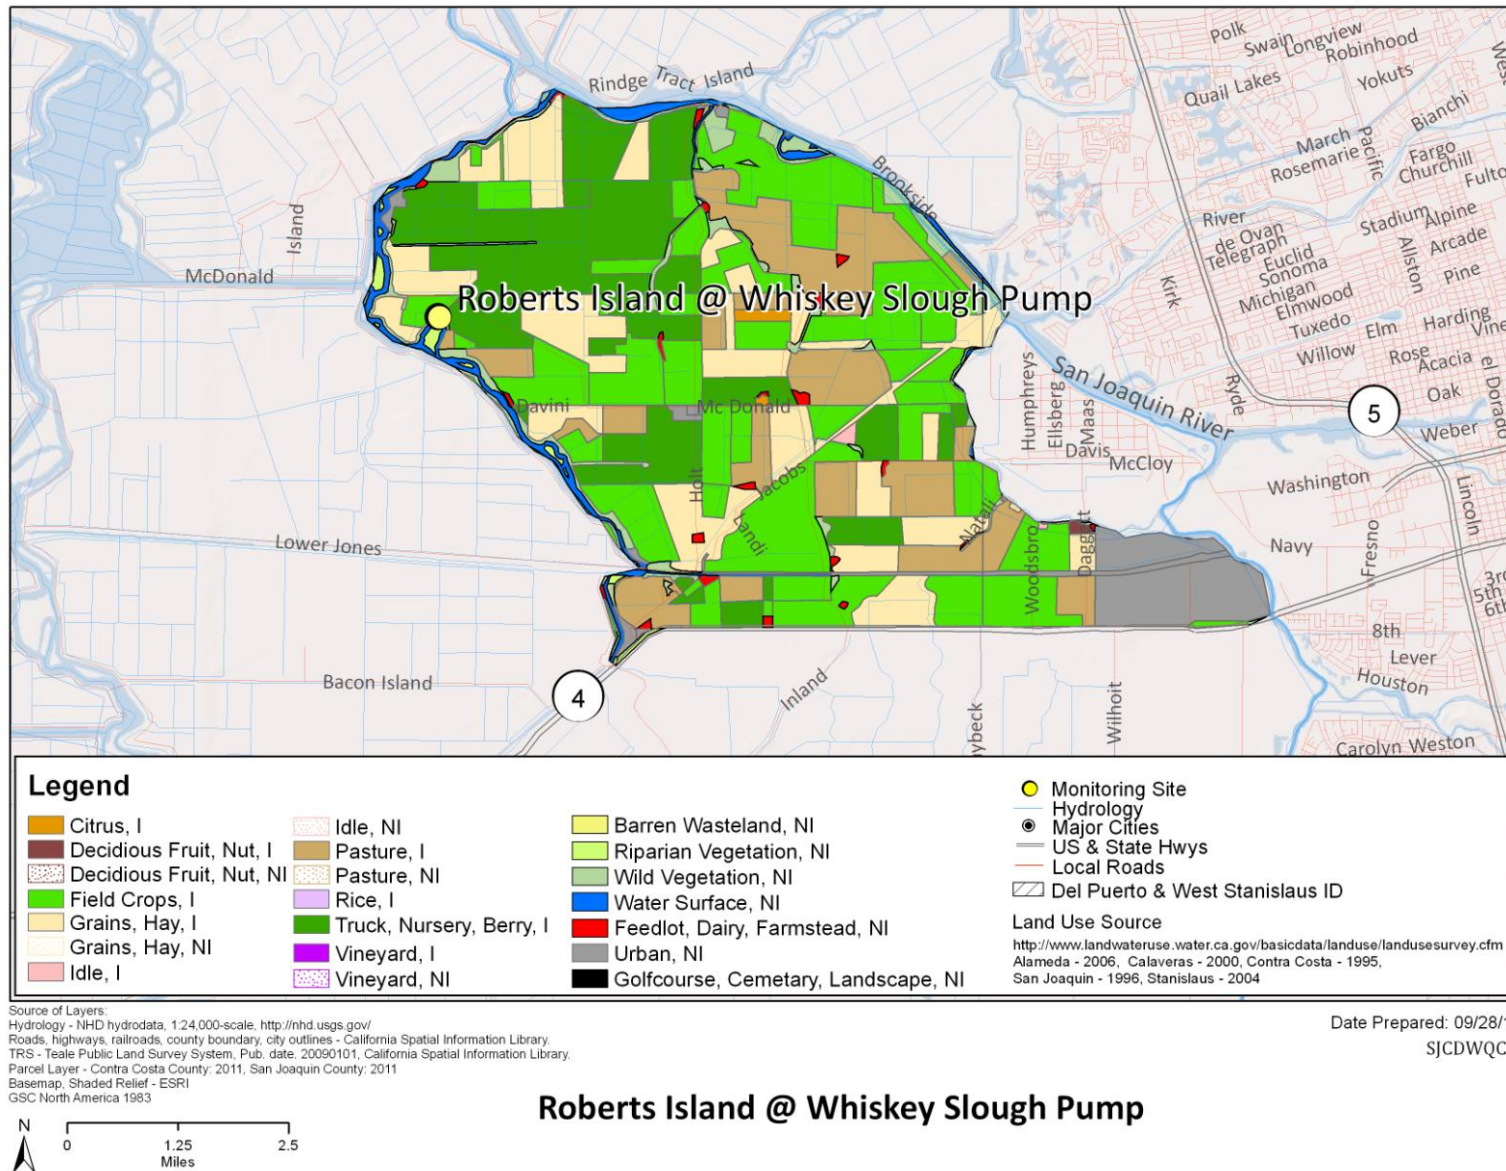 Polk
Swain
Longview
Robinhood
Quail Lakes
Yokuts
Rindge Tract Island
March
Rosemarie
Pacific
Bianchi
Fargo
Churchill
Brookside
Island
River
de Ovan
Telegraph
Euclid
Sonoma
Michigan
Elmwood
Tuxedo
Stadium
Alpine
Allston
Arcade
Pine
McDonald
Kirk
Roberts Island @ Whiskey Slough Pump
Elm
Harding
Willow
Rose
Acacia
Oak
el Dorado
San Joaquin River
Ryde
5
Weber
Humphreys
Ellsberg
Maas
Davini
Mc Donald
Davis
McCloy
Washington
Lincoln
Holt
Jacobs
Landi
Natali
Lower Jones
Woodsbro
Daggett
Navy
Fresno
5th
8th
Lever
Houston
Bacon Island
4
Inland
Wilhoit
Carolyn Weston
Legend
Citrus, I
Decidious Fruit, Nut, I
Decidious Fruit, Nut, NI
Field Crops, I
Grains, Hay, I
Grains, Hay, NI
Idle, I
Idle, NI
Pasture, I
Pasture, NI
Rice, I
Truck, Nursery, Berry, I
Vineyard, I
Vineyard, NI
Barren Wasteland, NI
Riparian Vegetation, NI
Wild Vegetation, NI
Water Surface, NI
Feedlot, Dairy, Farmstead, NI
Urban, NI
Golfcourse, Cemetary, Landscape, NI
Monitoring Site
Hydrology
Major Cities
US & State Hwys
Local Roads
Del Puerto & West Stanislaus ID
Land Use Source
http://www.landwateruse.water.ca.gov/basicdata/landuse/landusesurvey.cfm
Alameda - 2006, Calaveras - 2000, Contra Costa - 1995,
San Joaquin - 1996, Stanislaus - 2004
Source of Layers:
Hydrology - NHD hydrodata, 1:24,000-scale, http://nhd.usgs.gov/
Roads, highways, railroads, county boundary, city outlines - California Spatial Information Library.
TRS - Teale Public Land Survey System, Pub. date. 20090101, California Spatial Information Library.
Parcel Layer - Contra Costa County: 2011, San Joaquin County: 2011
Basemap, Shaded Relief - ESRI
GSC North America 1983
Date Prepared: 09/28/
SJCDWQC
N
0 1.25 2.5
Miles
Roberts Island @ Whiskey Slough Pump